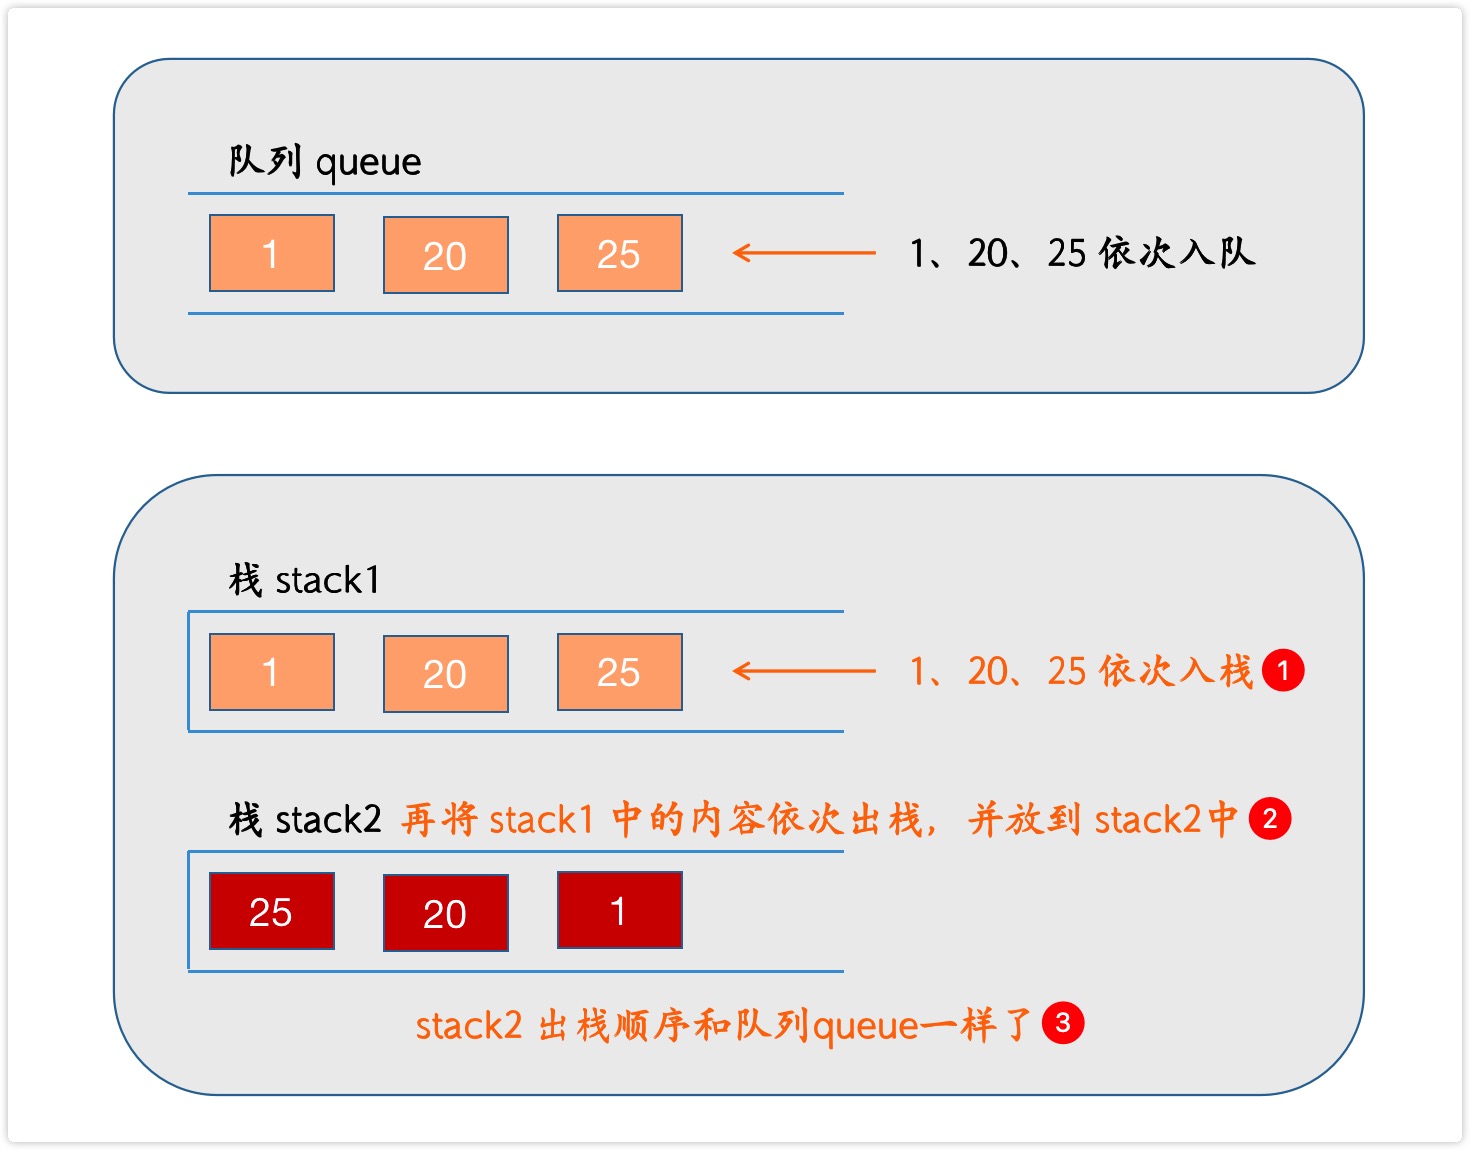 队列 queue
1 20 25
1、20、25 依次入队
栈 stack1
1 20 25
1、20、25 依次入栈 1
栈 stack2 再将 stack1 中的内容依次出栈，并放到 stack2中 2
25 20 1
stack2 出栈顺序和队列queue一样了 3